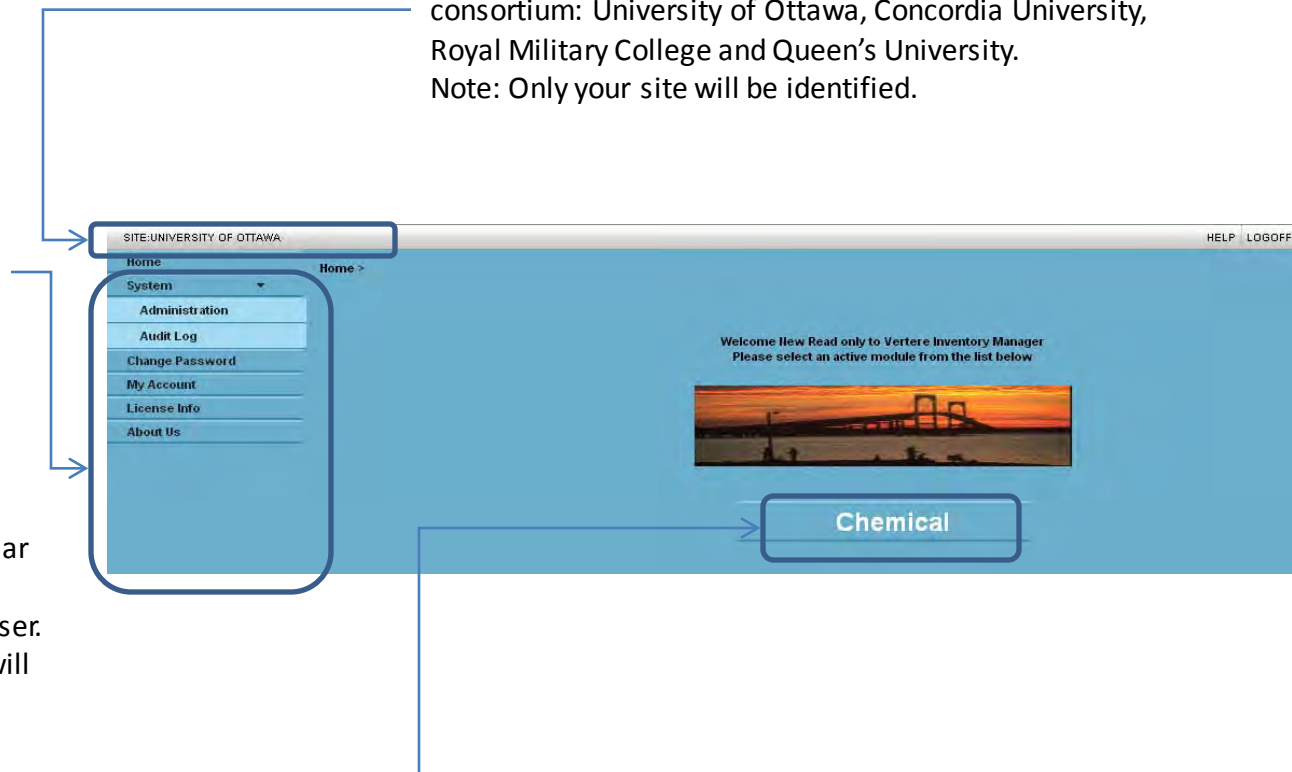 consortium: University of Ottawa, Concordia University,
Royal Military College and Queen's University.
Note: Only your site will be identified.
SITE:UNIVERSITY OF OTTAWA
HELP LOGOFF
Home
Home >
System
Administration
Audit Log
Change Password
My Account
License Info
About Us
Welcome New Read only to Vertere Inventory Manager
Please select an active module from the list below
Chemical
ar
ser.
will